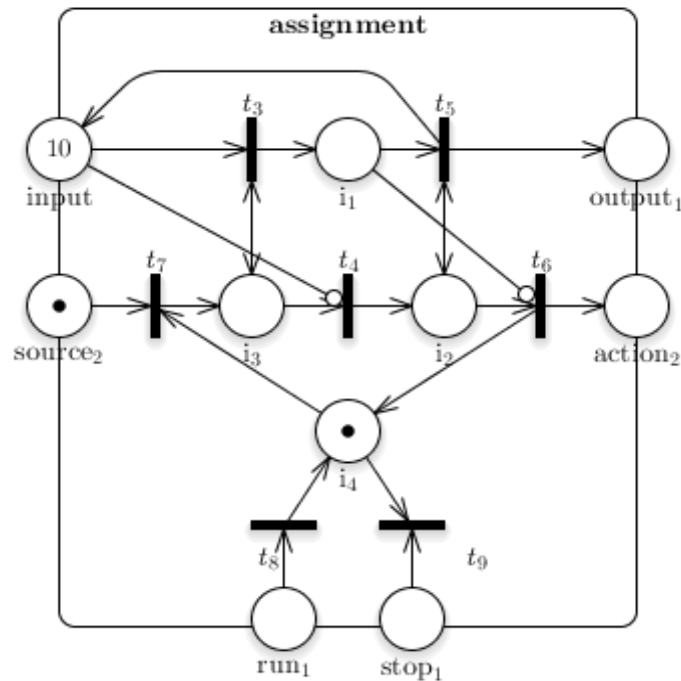 assignment
t₃
t₅
10
input
i₁
output₁
t₇
t₄
t₆
source₂
i₃
i₂
action₂
i₄
t₈
t₉
run₁
stop₁